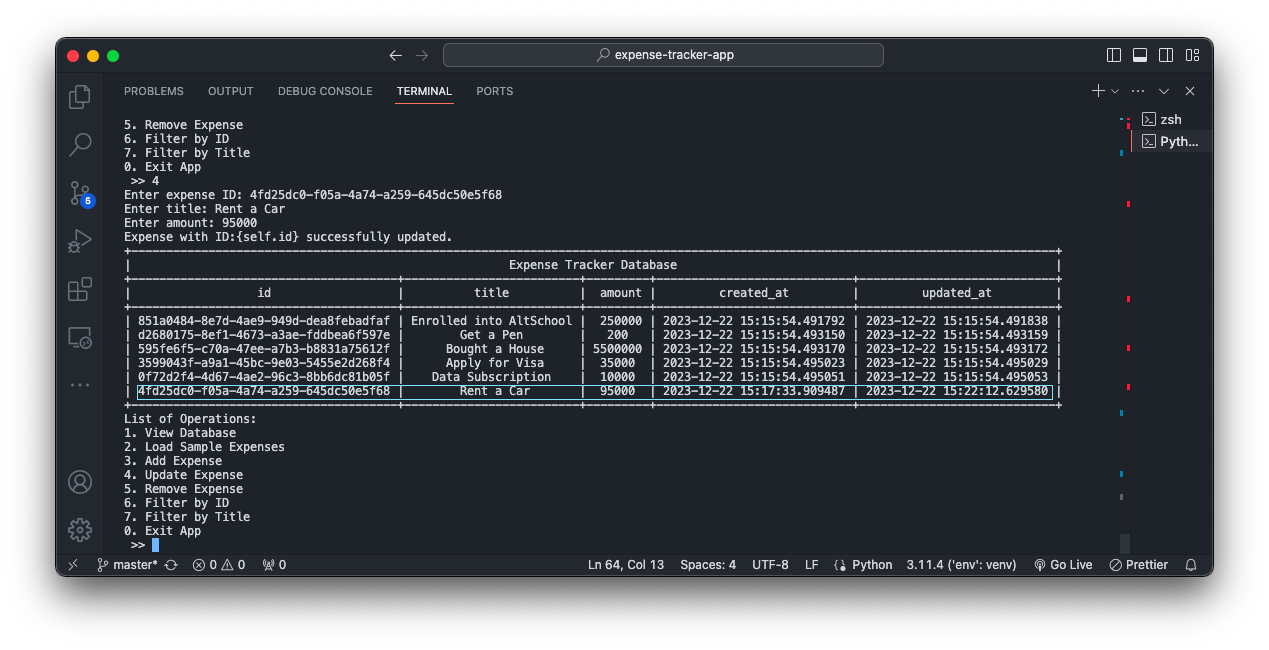 expense-tracker-app
PROBLEMS OUTPUT DEBUG CONSOLE TERMINAL PORTS
zsh
Pyth...
5. Remove Expense
6. Filter by ID
7. Filter by Title
0. Exit App
>> 4
Enter expense ID: 4fd25dc0-f05a-4a74-a259-645dc50e5f68
Enter title: Rent a Car
Enter amount: 95000
Expense with ID:{self.id} successfully updated.
Expense Tracker Database
| id | title | amount | created_at | updated_at |
| 851a0484-8e7d-4ae9-949d-dea8febadfaf | Enrolled into AltSchool | 250000 | 2023-12-22 15:15:54.491792 | 2023-12-22 15:15:54.491838 |
| d2680175-8ef1-4673-a3ae-fddbea6f597e | Get a Pen | 200 | 2023-12-22 15:15:54.493150 | 2023-12-22 15:15:54.493159 |
| 595fe6f5-c70a-47ee-a7b3-b8831a75612f | Bought a House | 5500000 | 2023-12-22 15:15:54.493170 | 2023-12-22 15:15:54.493172 |
| 3599043f-a9a1-45bc-9e03-5455e2d268f4 | Apply for Visa | 35000 | 2023-12-22 15:15:54.495023 | 2023-12-22 15:15:54.495029 |
| 0f72d2f4-4d67-4ae2-96c3-8bb6dc81b05f | Data Subscription | 10000 | 2023-12-22 15:15:54.495051 | 2023-12-22 15:15:54.495053 |
| 4fd25dc0-f05a-4a74-a259-645dc50e5f68 | Rent a Car | 95000 | 2023-12-22 15:17:33.909487 | 2023-12-22 15:22:12.629580 |
List of Operations:
1. View Database
2. Load Sample Expenses
3. Add Expense
4. Update Expense
5. Remove Expense
6. Filter by ID
7. Filter by Title
0. Exit App
>>
5
master* 0 0 0 Ln 64, Col 13 Spaces: 4 UTF-8 LF Python 3.11.4 ('env': venv) Go Live Prettier